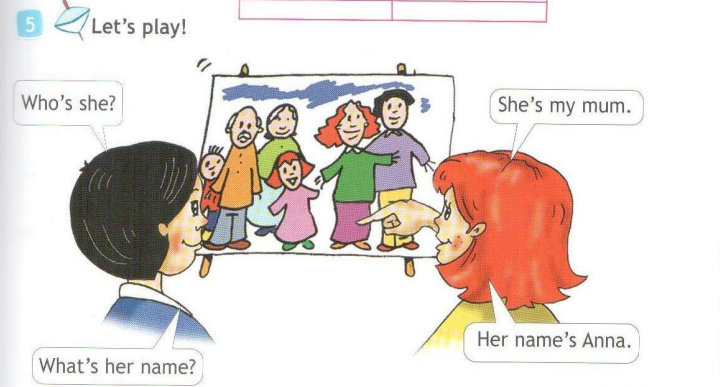 5 Let's play!
Who's she?
She's my mum.
What's her name?
Her name's Anna.